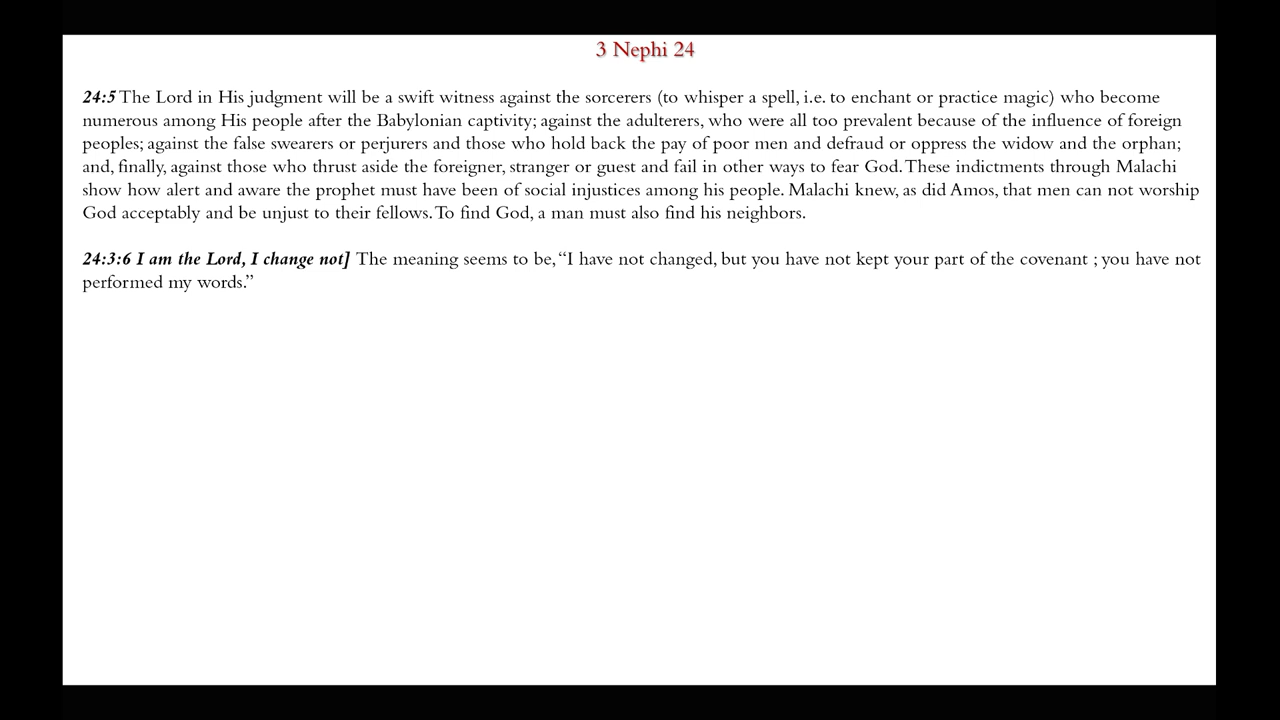 3 Nephi 24
24:5 The Lord in His judgment will be a swift witness against the sorcerers (to whisper a spell, i.e. to enchant or practice magic) who become
numerous among His people after the Babylonian captivity; against the adulterers, who were all too prevalent because of the influence of foreign
peoples; against the false swearers or perjurers and those who hold back the pay of poor men and defraud or oppress the widow and the orphan;
and, finally, against those who thrust aside the foreigner, stranger or guest and fail in other ways to fear God. These indictments through Malachi
show how alert and aware the prophet must have been of social injustices among his people. Malachi knew, as did Amos, that men can not worship
God acceptably and be unjust to their fellows. To find God, a man must also find his neighbors.
24:3:6 I am the Lord, I change not] The meaning seems to be, “I have not changed, but you have not kept your part of the covenant ; you have not
performed my words.”